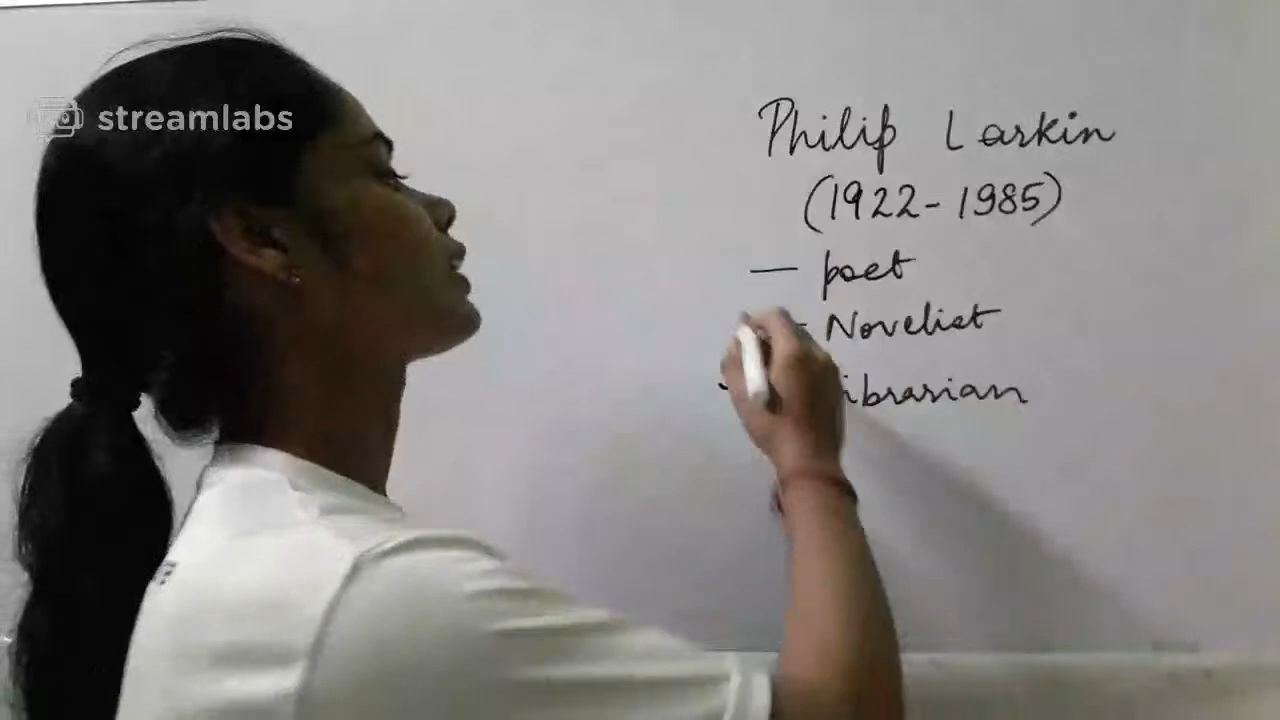 streamlabs
Philip Larkin
(1922-1985)
— poet
- Novelist
ibrarian